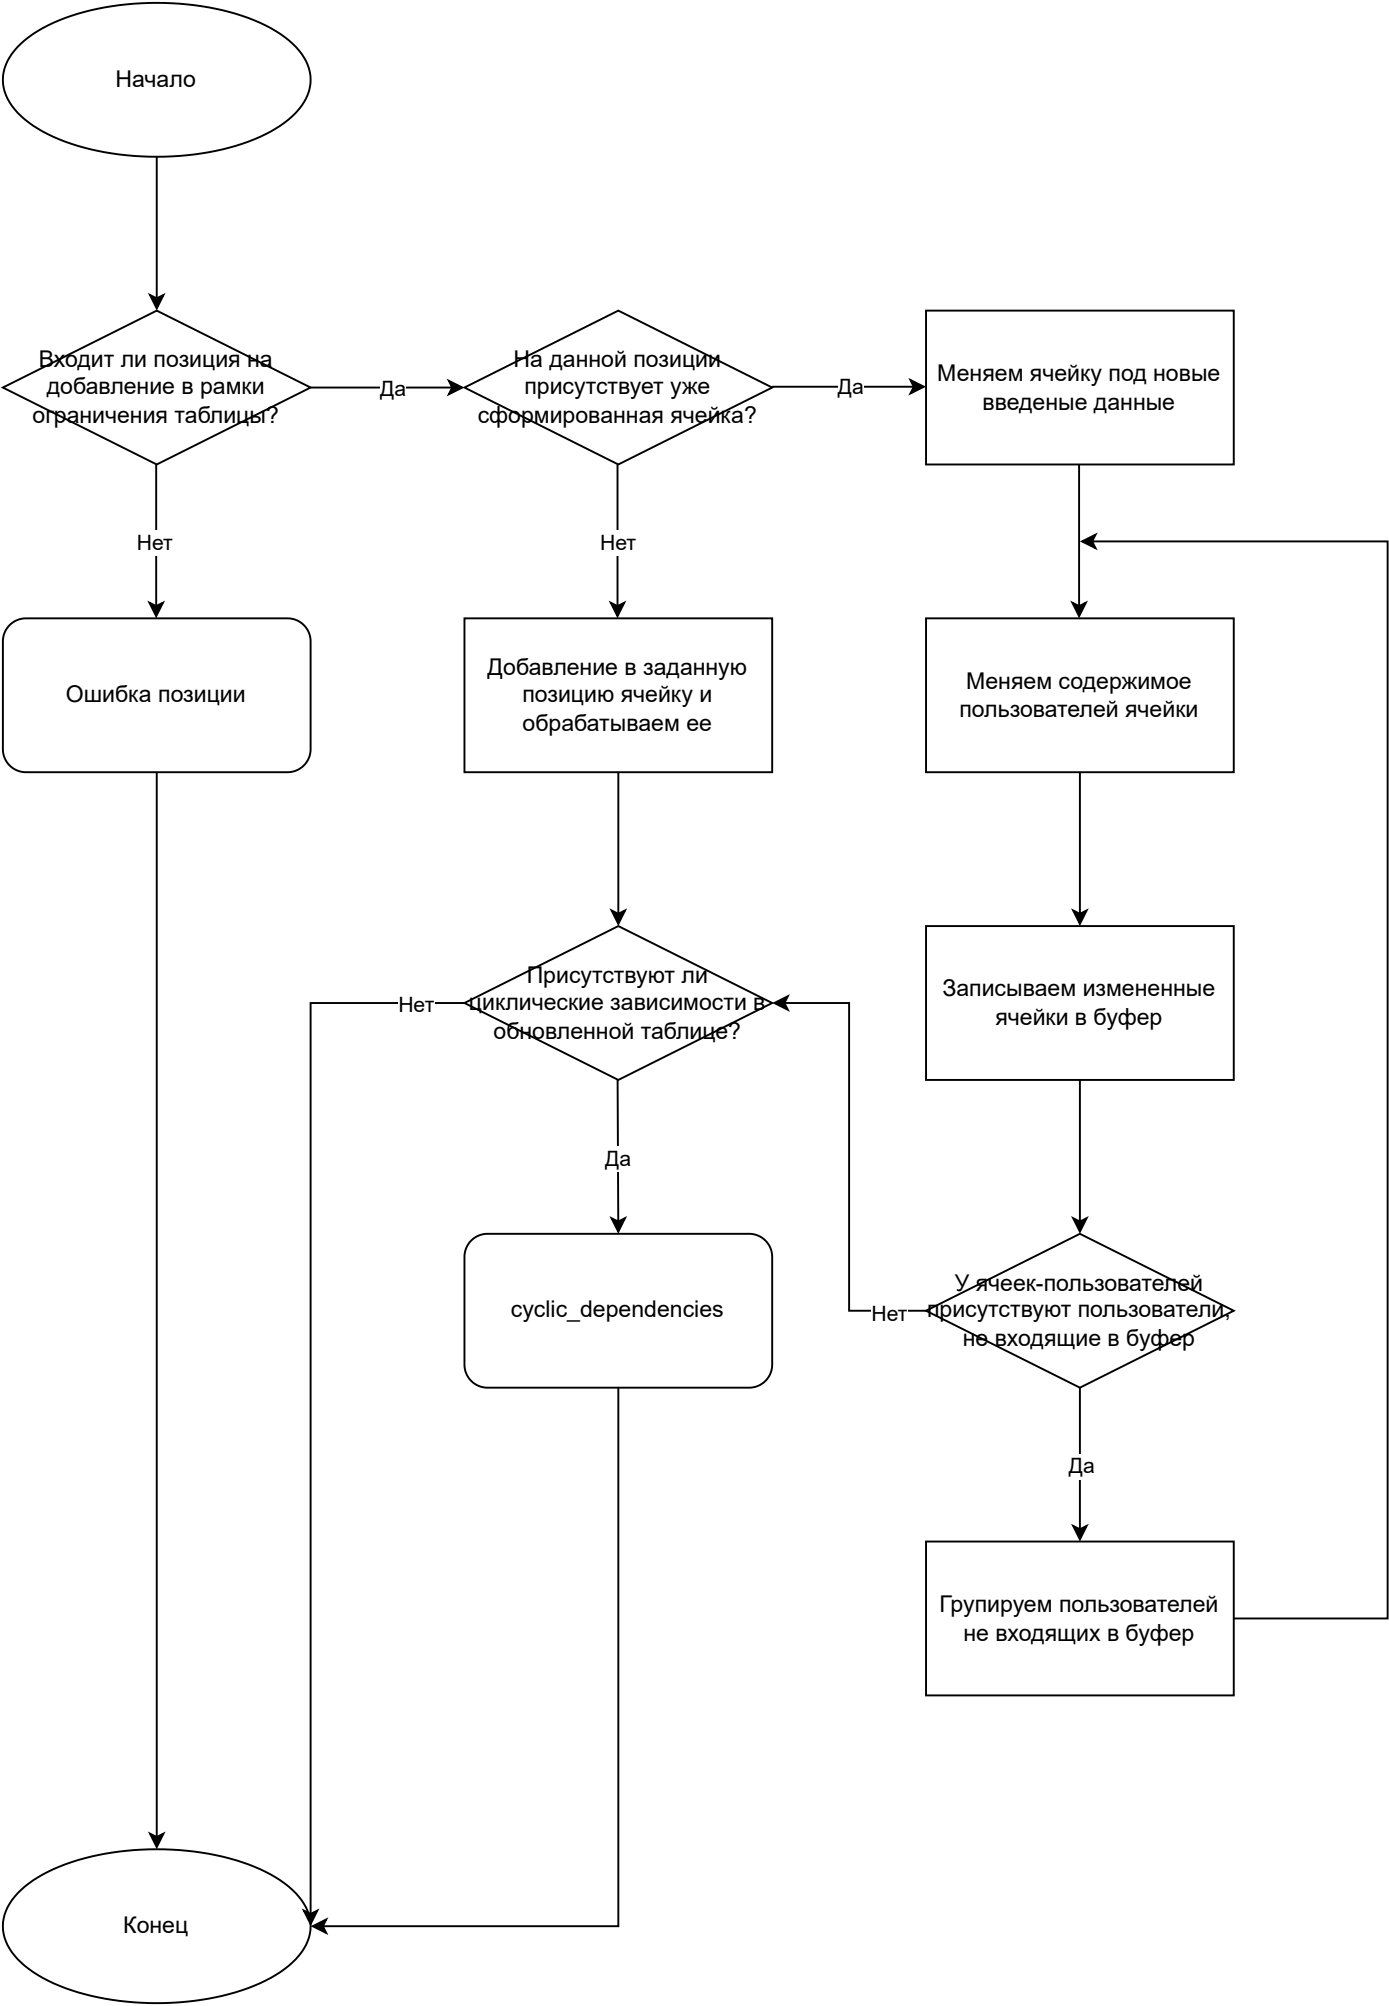 Начало
Входит ли позиция на
добавление в рамки
ограничения таблицы?
Да
На данной позиции
присутствует уже
сформированная ячейка?
Да
Меняем ячейку под новые
введеные данные
Нет
Нет
Ошибка позиции
Добавление в заданную
позицию ячейку и
обрабатываем ее
Меняем содержимое
пользователей ячейки
Присутствуют ли
циклические зависимости в
обновленной таблице?
Нет
Записываем измененные
ячейки в буфер
Да
cyclic_dependencies
У ячеек-пользователей
присутствуют пользователи,
не входящие в буфер
Нет
Да
Групируем пользователей
не входящих в буфер
Конец